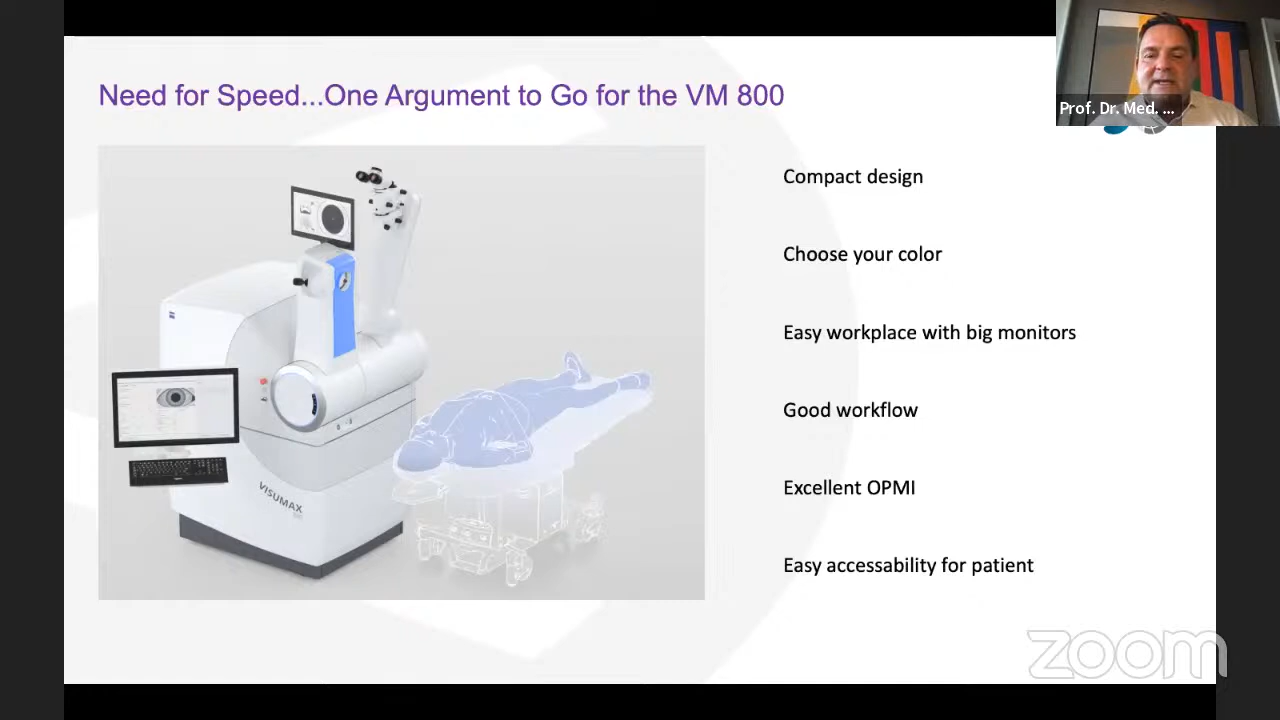 Need for Speed...One Argument to Go for the VM 800
Prof. Dr. Med. ...
Compact design
Choose your color
Easy workplace with big monitors
Good workflow
Excellent OPMI
Easy accessability for patient
VISUMAX
zoom